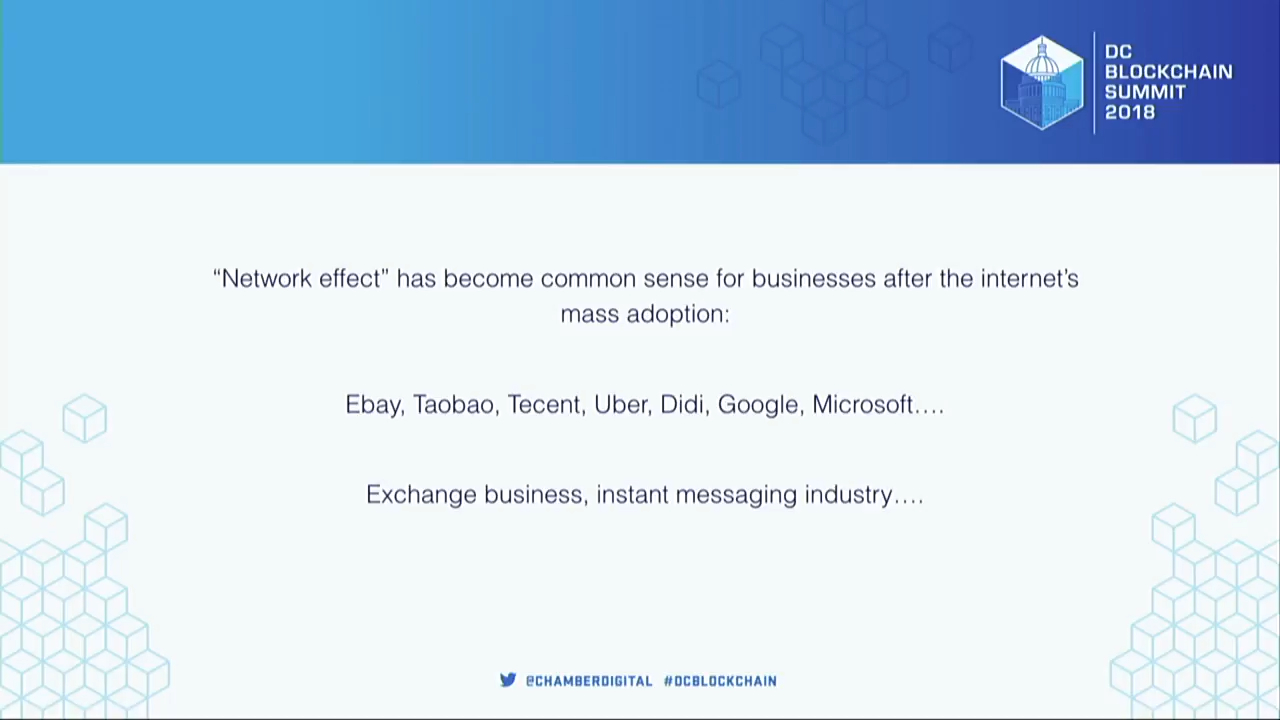 DC
BLOCKCHAIN
SUMMIT
2018
“Network effect” has become common sense for businesses after the internet’s
mass adoption:
Ebay, Taobao, Tecent, Uber, Didi, Google, Microsoft….
Exchange business, instant messaging industry….
@CHAMBERDIGITAL #DCBLOCKCHAIN